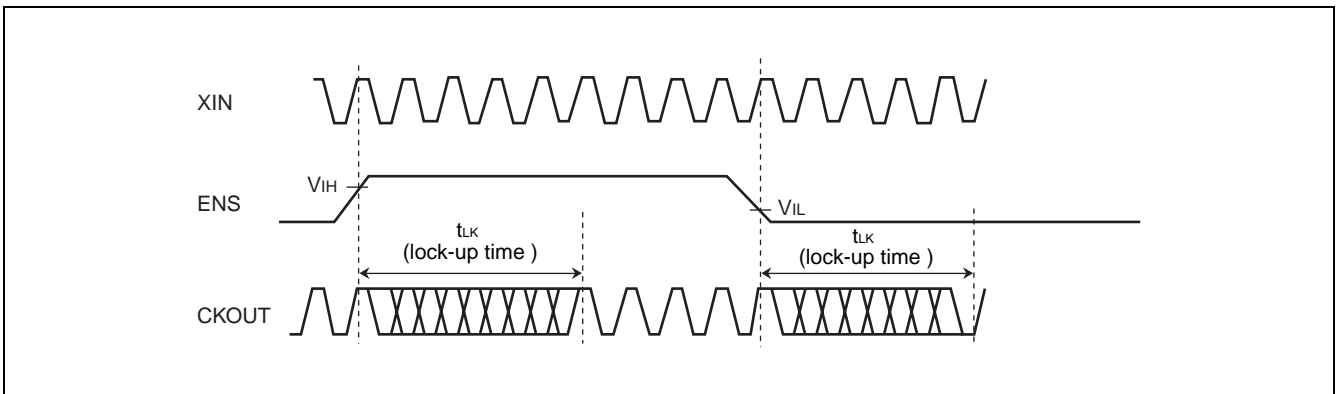 XIN
ENS
VIH
VIL
tLK
(lock-up time )
tLK
(lock-up time )
CKOUT